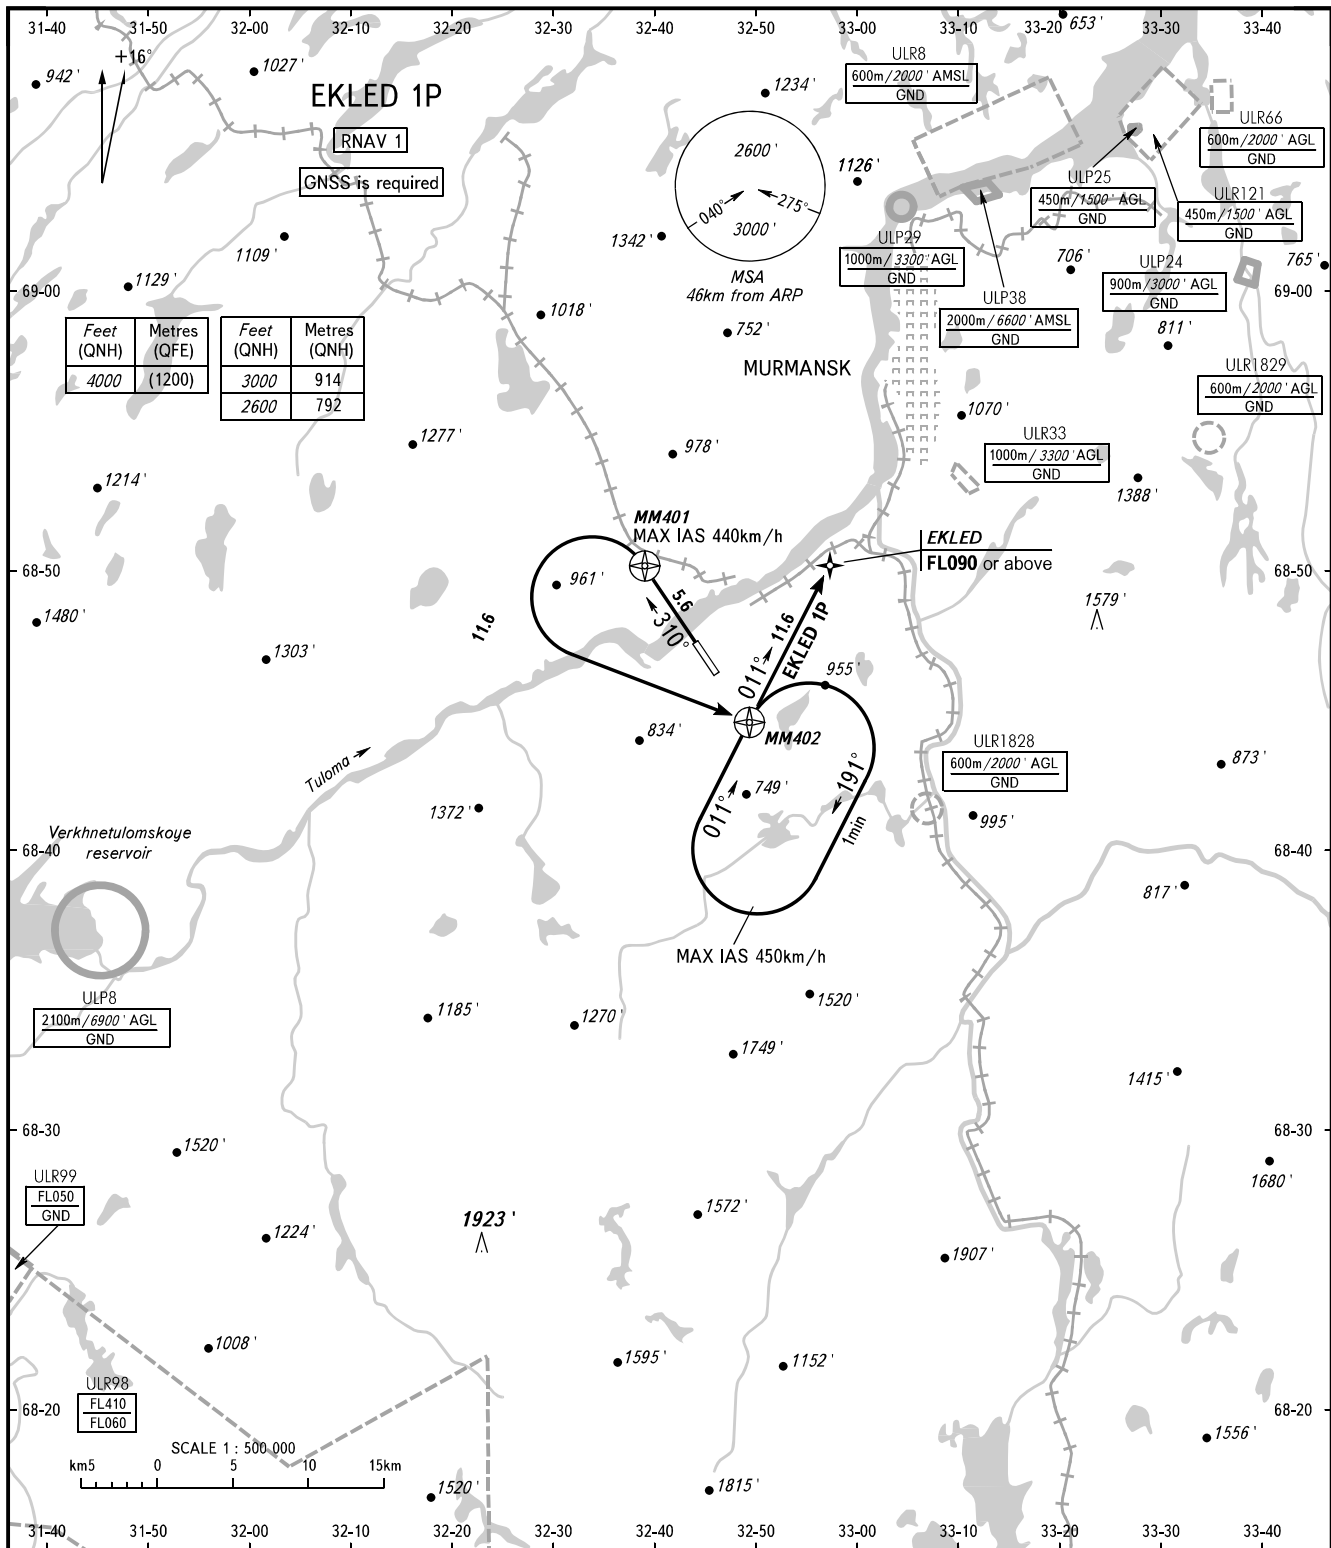 31-40 31-50 32-00 32-10 32-20 32-30 32-40 32-50 33-00 33-10 33-20 33-30 33-40
+16°
942'
1027'
EKLED 1P
RNAV 1
GNSS is required
1234'
653'
ULR8
600m/2000' AMSL
GND
2600'
040°
275°
3000'
MSA
46km from ARP
1126'
ULR66
600m/2000' AGL
GND
ULP25
450m/1500' AGL
GND
ULR121
450m/1500' AGL
GND
1109'
1342'
ULP29
1000m/3300' AGL
GND
706'
ULP24
900m/3000' AGL
GND
765'
1129'
69-00
69-00
ULP38
2000m/6600' AMSL
GND
1018'
752'
811'
Feet (QNH) Metres (QFE)
4000 (1200)
Feet (QNH) Metres (QNH)
3000 914
2600 792
MURMANSK
ULR1829
600m/2000' AGL
GND
1070'
1277'
978'
ULR33
1000m/3300' AGL
GND
1214'
1388'
MM401
MAX IAS 440km/h
EKLED
FL090 or above
68-50
68-50
961'
5.6
310°
11.6
1480'
1579'
1303'
011°
11.6
EKLED 1P
955'
834'
MM402
ULR1828
600m/2000' AGL
GND
873'
Tuloma
749'
011°
191°
1min
1372'
995'
Verkhnetulomskoye
reservoir
68-40
68-40
817'
MAX IAS 450km/h
ULP8
2100m/6900' AGL
GND
1520'
1185'
1270'
1749'
1415'
68-30
68-30
1520'
1680'
ULR99
FL050
GND
1572'
1923'
1224'
1907'
1008'
1595'
1152'
ULR98
FL410
FL060
68-20
68-20
1556'
SCALE 1 : 500 000
km5 0 5 10 15km
1520'
1815'
31-40 31-50 32-00 32-10 32-20 32-30 32-40 32-50 33-00 33-10 33-20 33-30 33-40